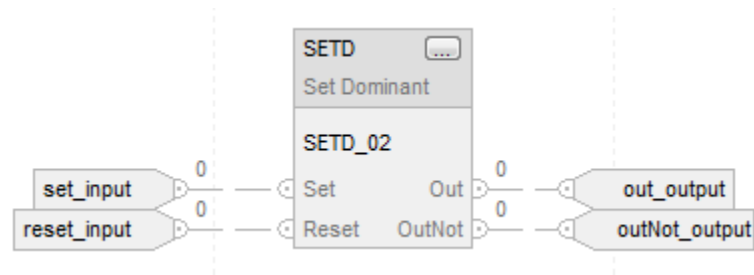 SETD ...
Set Dominant
SETD_02
0 0
set_input Set Out out_output
0 0
reset_input Reset OutNot outNot_output